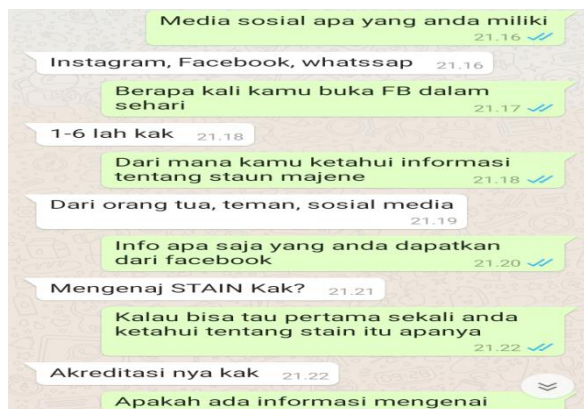 Media sosial apa yang anda miliki
21.16
Instagram, Facebook, whatssap 21.16
Berapa kali kamu buka FB dalam
sehari 21.17
1-6 lah kak 21.18
Dari mana kamu ketahui informasi
tentang staun majene 21.18
Dari orang tua, teman, sosial media
21.19
Info apa saja yang anda dapatkan
dari facebook 21.20
Mengenaj STAIN Kak? 21.21
Kalau bisa tau pertama sekali anda
ketahui tentang stain itu apanya
21.22
Akreditasi nya kak 21.22
Apakah ada informasi mengenai